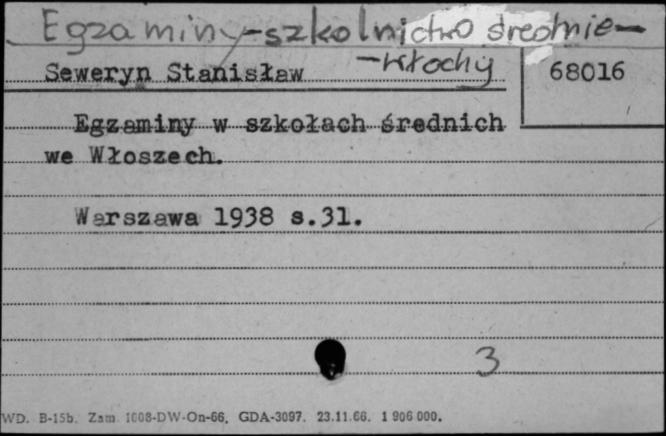 Egzaminy-szkolnictwo średnie-
-Włochy
Seweryn Stanisław
68016
Egzaminy w szkołach średnich
we Włoszech.
Warszawa 1938 s.31.
3
WD. B-15b. Zam. 1608-DW-On-66. GDA-3097. 23.11.66. 1 906 000.